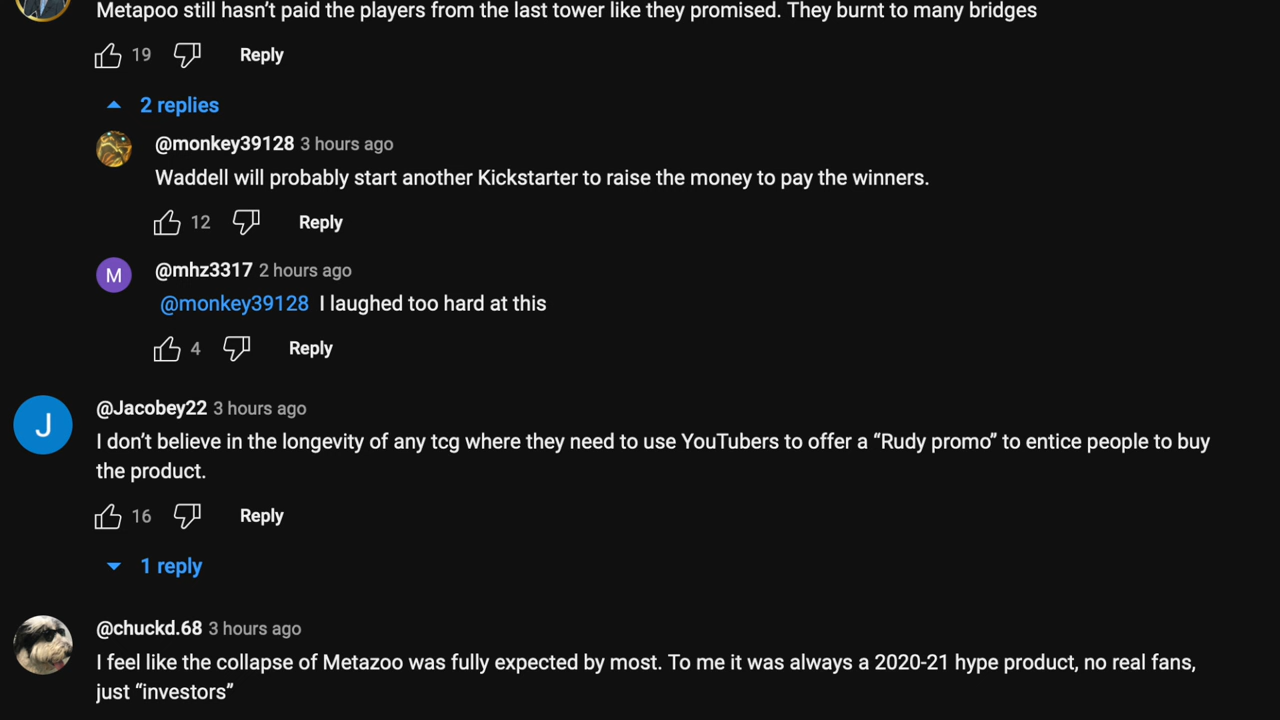 Metapoo still hasn’t paid the players from the last tower like they promised. They burnt to many bridges
19 Reply
2 replies
@monkey39128 3 hours ago
Waddell will probably start another Kickstarter to raise the money to pay the winners.
12 Reply
M
@mhz3317 2 hours ago
@monkey39128 I laughed too hard at this
4 Reply
J
@Jacobey22 3 hours ago
I don’t believe in the longevity of any tcg where they need to use YouTubers to offer a “Rudy promo” to entice people to buy
the product.
16 Reply
1 reply
@chuckd.68 3 hours ago
I feel like the collapse of Metazoo was fully expected by most. To me it was always a 2020-21 hype product, no real fans,
just “investors”